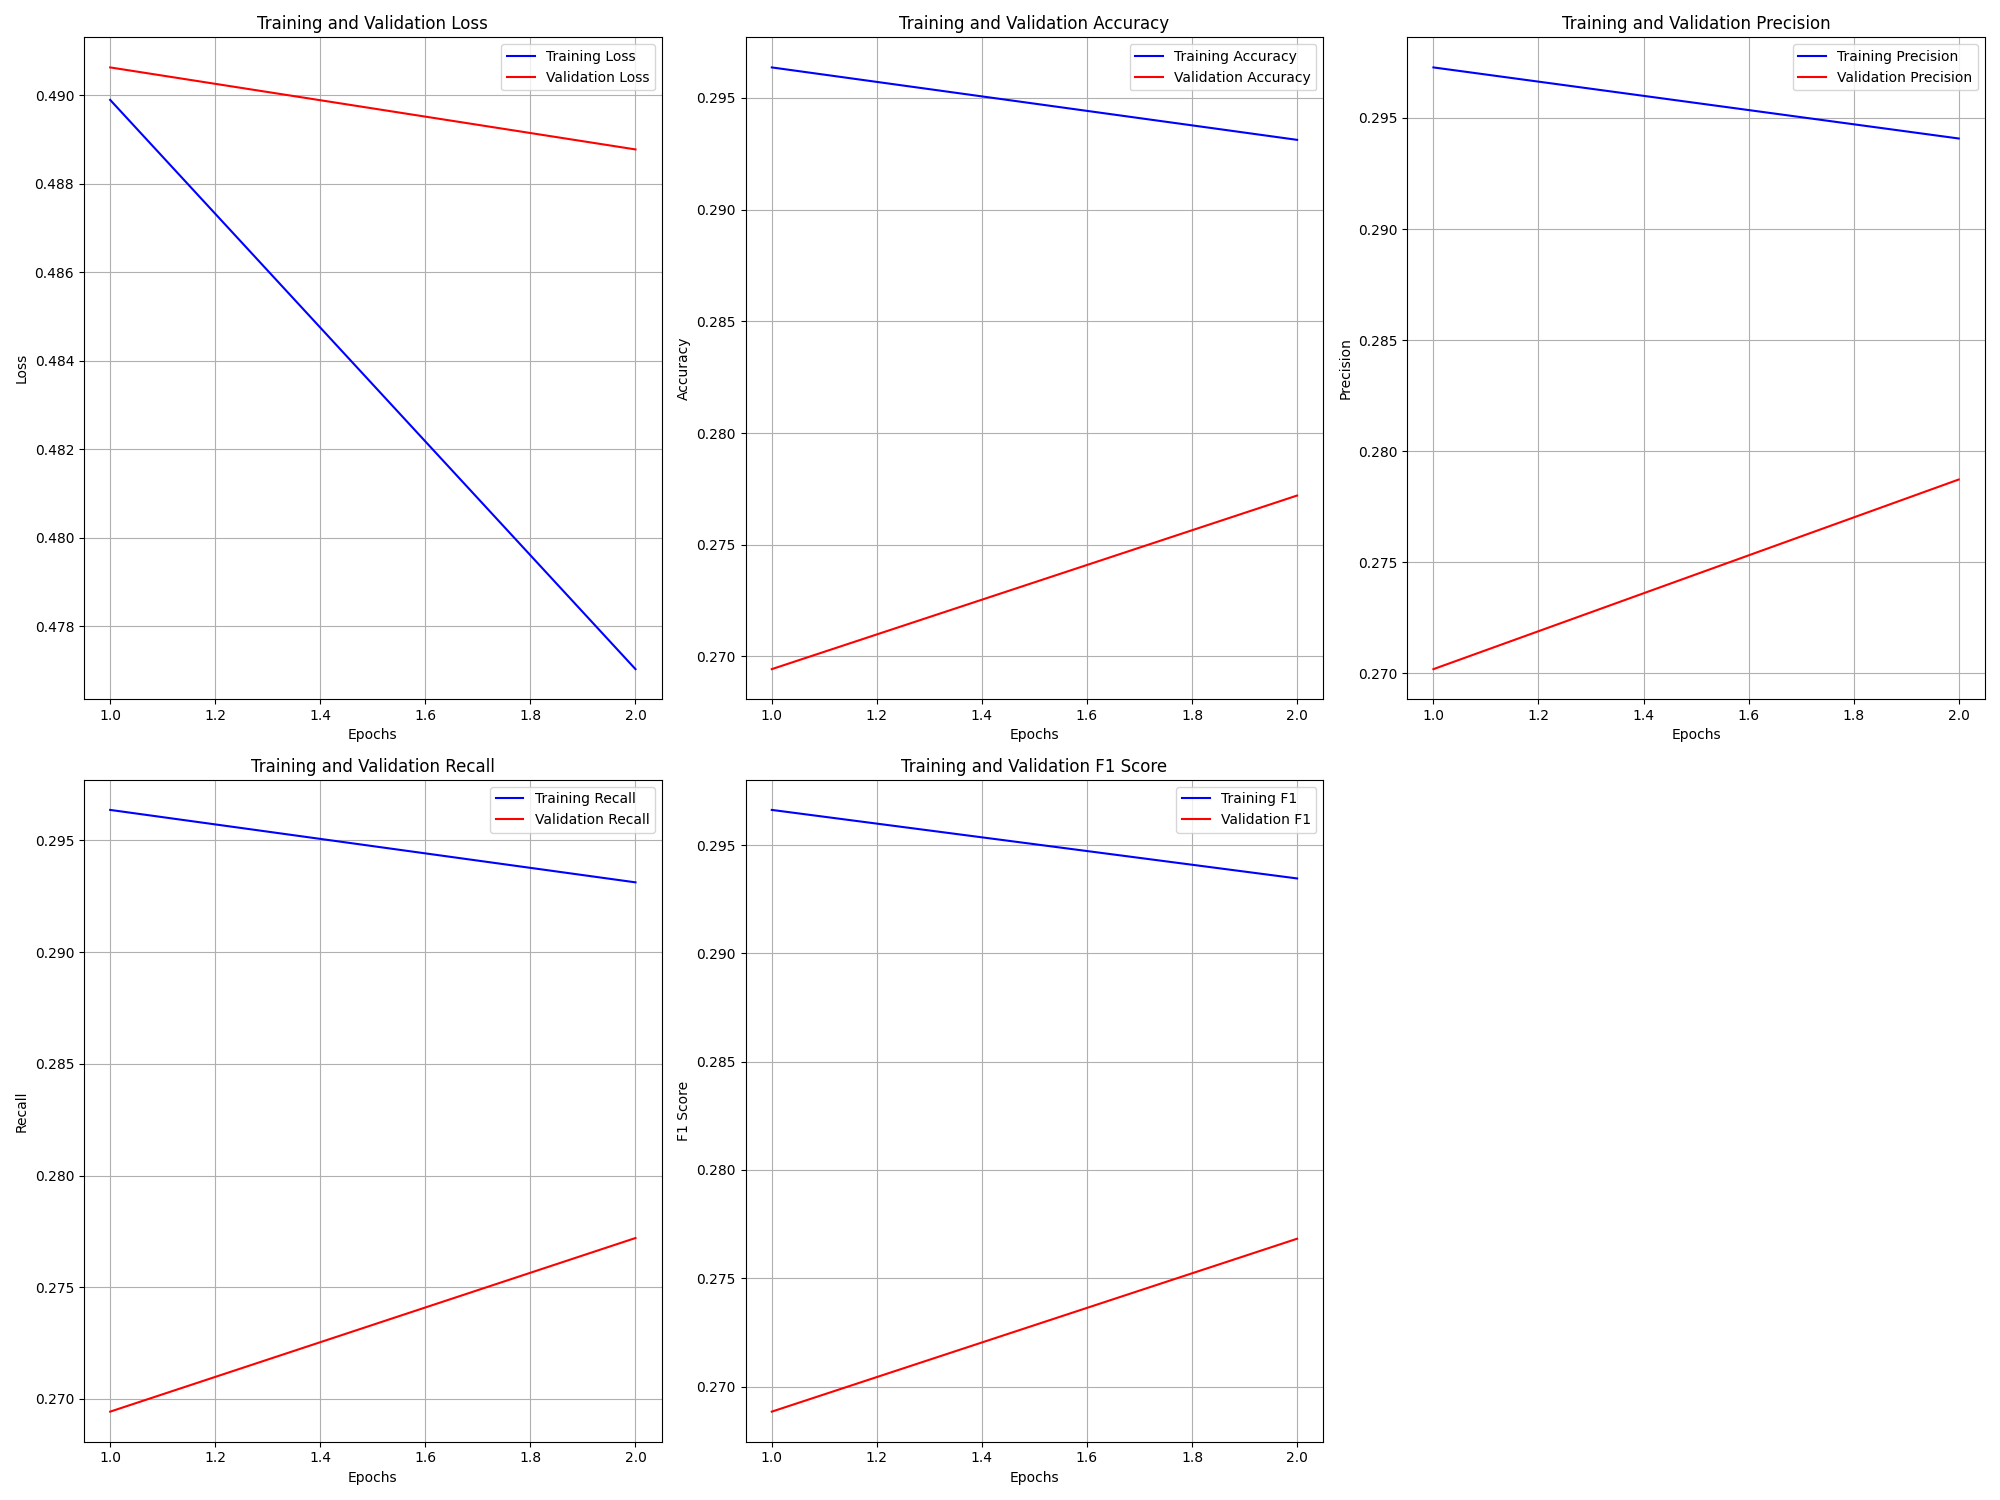 Training and Validation Loss
Training Loss
Validation Loss
0.490
0.488
0.486
0.484
0.482
0.480
0.478
Loss
1.0 1.2 1.4 1.6 1.8 2.0
Epochs
Training and Validation Accuracy
Training Accuracy
Validation Accuracy
0.295
0.290
0.285
0.280
0.275
0.270
Accuracy
1.0 1.2 1.4 1.6 1.8 2.0
Epochs
Training and Validation Precision
Training Precision
Validation Precision
0.295
0.290
0.285
0.280
0.275
0.270
Precision
1.0 1.2 1.4 1.6 1.8 2.0
Epochs
Training and Validation Recall
Training Recall
Validation Recall
0.295
0.290
0.285
0.280
0.275
0.270
Recall
1.0 1.2 1.4 1.6 1.8 2.0
Epochs
Training and Validation F1 Score
Training F1
Validation F1
0.295
0.290
0.285
0.280
0.275
0.270
F1 Score
1.0 1.2 1.4 1.6 1.8 2.0
Epochs